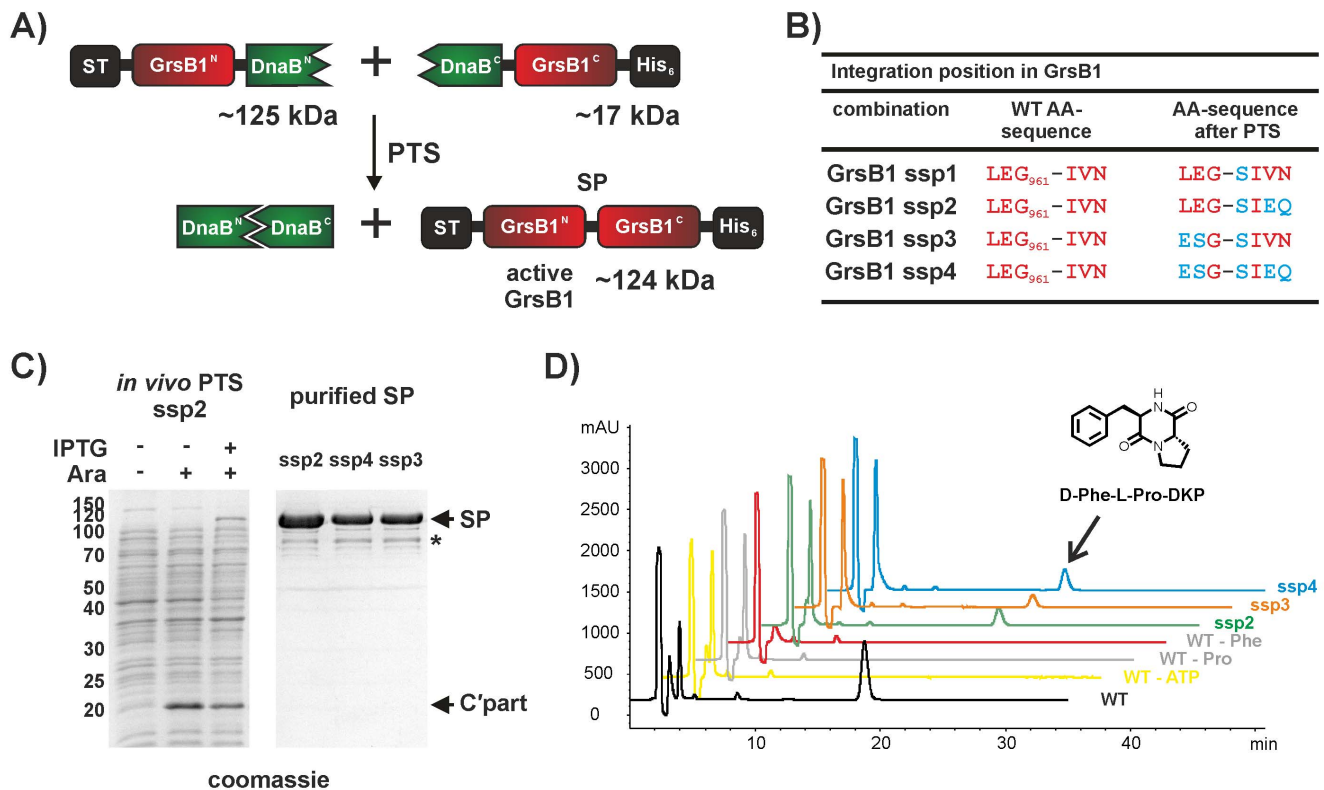 A)
ST GrsB1ᴺ DnaBᴺ + DnaBᶜ GrsB1ᶜ His₆
~125 kDa ~17 kDa
PTS
SP
DnaBᴺ DnaBᶜ + ST GrsB1ᴺ GrsB1ᶜ His₆
active
GrsB1
~124 kDa
B)
Integration position in GrsB1
combination WT AA-sequence AA-sequence after PTS
GrsB1 ssp1 LEG₉₆₁-IVN LEG-SIVN
GrsB1 ssp2 LEG₉₆₁-IVN LEG-SIEQ
GrsB1 ssp3 LEG₉₆₁-IVN ESG-SIVN
GrsB1 ssp4 LEG₉₆₁-IVN ESG-SIEQ
C)
in vivo PTS
ssp2
purified SP
IPTG - - +
Ara - + +
ssp2 ssp4 ssp3
150
120
100
70
50
40
30
25
20
SP
*
C'part
coomassie
D)
mAU
3000
2500
2000
1500
1000
500
0
10 20 30 40 min
H
N
O
O
N
D-Phe-L-Pro-DKP
ssp4
ssp3
ssp2
WT - Phe
WT - Pro
WT - ATP
WT